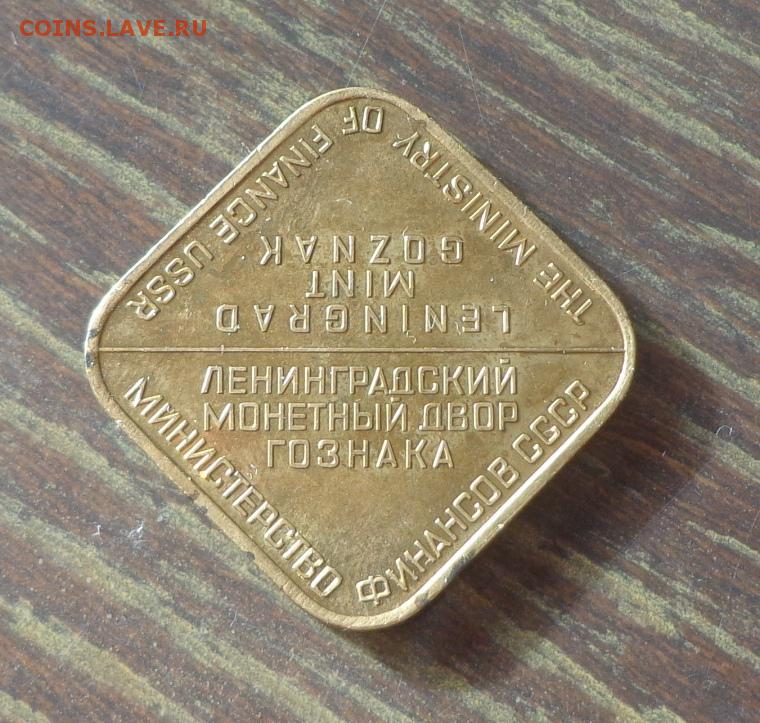 COINS.LAVE.RU
THE MINISTRY OF FINANCE USSR
LENINGRAD
MINT
GOZNAK
ЛЕНИНГРАДСКИЙ
МОНЕТНЫЙ ДВОР
ГОЗНАКА
МИНИСТЕРСТВО ФИНАНСОВ СССР